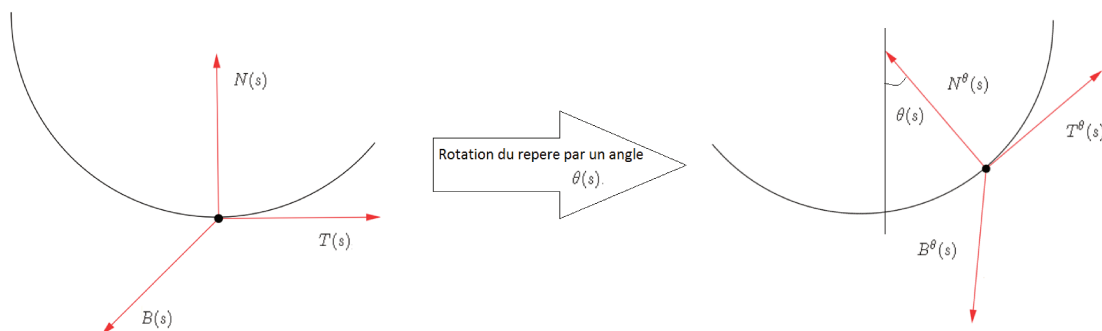 N(s)
T(s)
B(s)
Rotation du repere par un angle
θ(s).
N^θ(s)
θ(s)
T^θ(s)
B^θ(s)